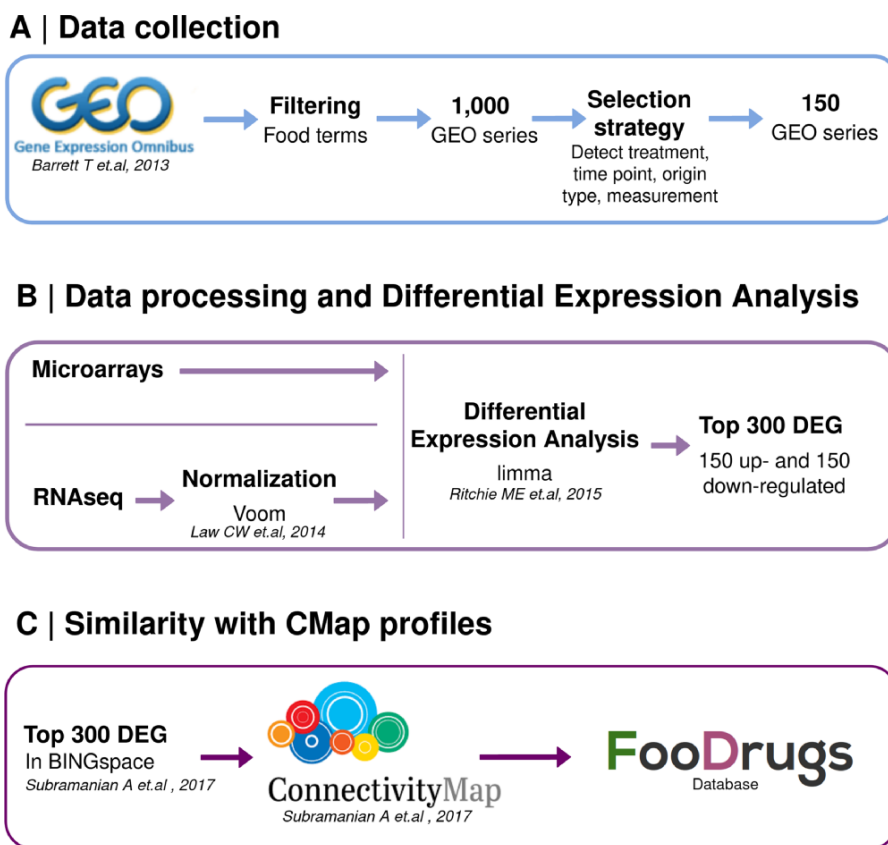 A | Data collection
GEO
Gene Expression Omnibus
Barrett T et.al, 2013
Filtering
Food terms
1,000
GEO series
Selection
strategy
Detect treatment,
time point, origin
type, measurement
150
GEO series
B | Data processing and Differential Expression Analysis
Microarrays
RNAseq
Normalization
Voom
Law CW et.al, 2014
Differential
Expression Analysis
limma
Ritchie ME et.al, 2015
Top 300 DEG
150 up- and 150
down-regulated
C | Similarity with CMap profiles
Top 300 DEG
In BINGspace
Subramanian A et.al , 2017
ConnectivityMap
Subramanian A et.al , 2017
FooDrugs
Database